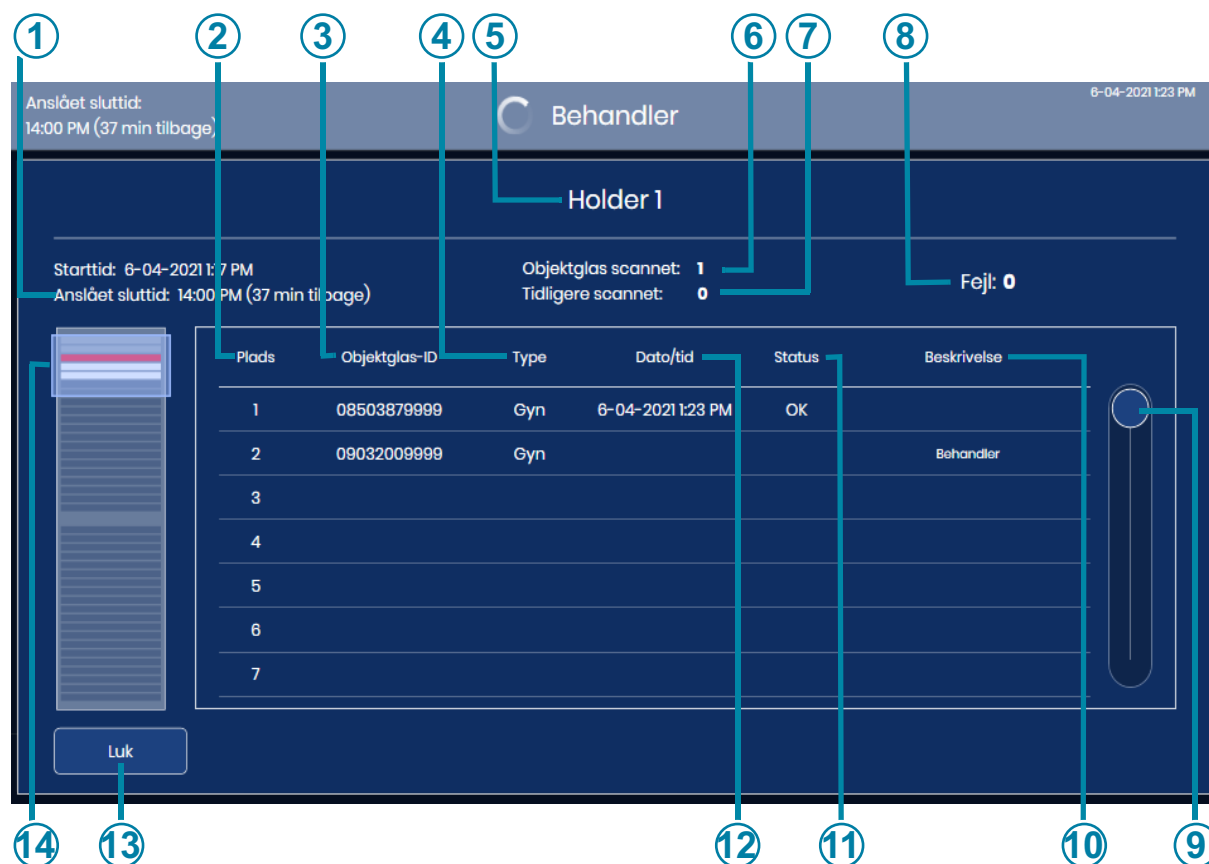 1 2 3 4 5 6 7 8
Anslået sluttid:
14:00 PM (37 min tilbage)
Behandler
6-04-2021 1:23 PM
Holder 1
Starttid: 6-04-2021 1:17 PM
Anslået sluttid: 14:00 PM (37 min tilbage)
Objektglas scannet: 1
Tidligere scannet: 0
Fejl: 0
Plads Objektglas-ID Type Dato/tid Status Beskrivelse
1 08503879999 Gyn 6-04-2021 1:23 PM OK
2 09032009999 Gyn Behandler
3
4
5
6
7
Luk
14 13 12 11 10 9